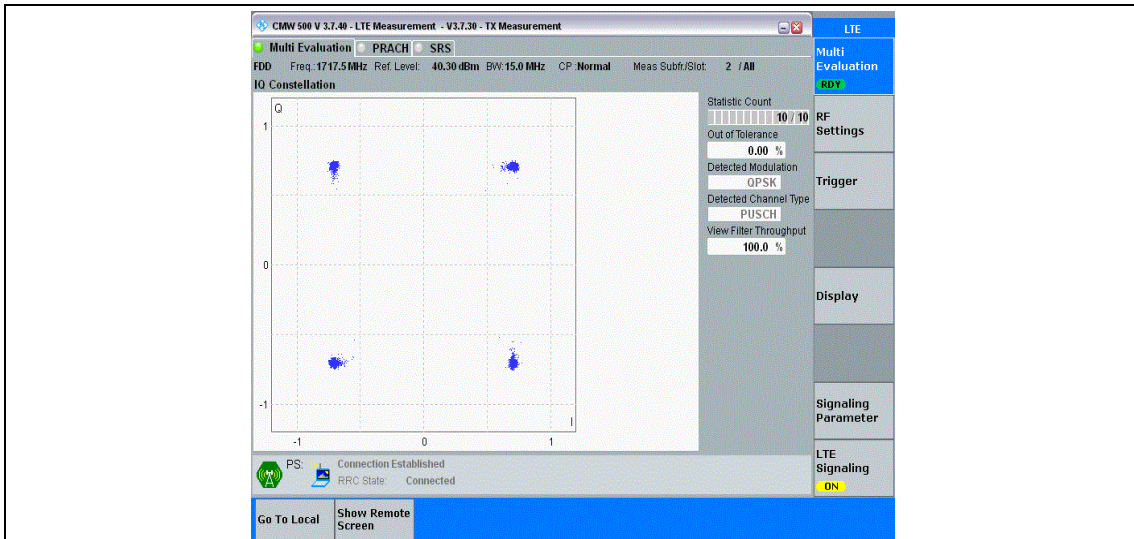 CMW 500 V 3.7.40 - LTE Measurement - V3.7.30 - TX Measurement
LTE
Multi Evaluation PRACH SRS
FDD Freq.:1717.5 MHz Ref. Level: 40.30 dBm BW:15.0 MHz CP :Normal Meas Subfr./Slot: 2 / All
IQ Constellation
Q
1
0
-1
I
-1 0 1
Statistic Count
10 / 10
Out of Tolerance
0.00 %
Detected Modulation
QPSK
Detected Channel Type
PUSCH
View Filter Throughput
100.0 %
Multi
Evaluation
RDY
RF
Settings
Trigger
Display
Signaling
Parameter
LTE
Signaling
ON
PS: Connection Established
RRC State: Connected
Go To Local
Show Remote
Screen